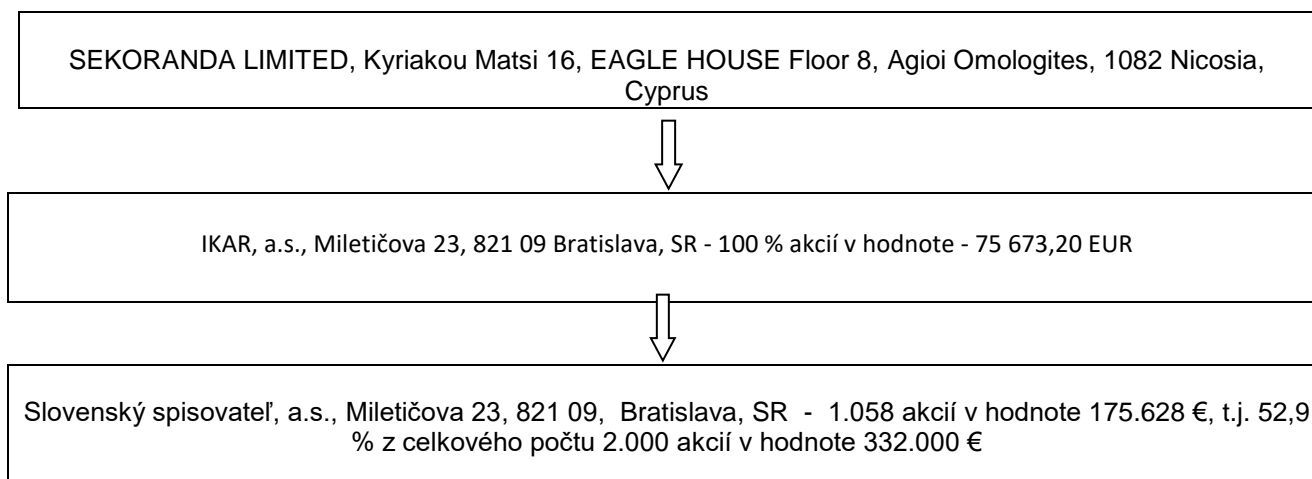 SEKORANDA LIMITED, Kyriakou Matsi 16, EAGLE HOUSE Floor 8, Agioi Omologites, 1082 Nicosia,
Cyprus
IKAR, a.s., Miletičova 23, 821 09 Bratislava, SR - 100 % akcií v hodnote - 75 673,20 EUR
Slovenský spisovateľ, a.s., Miletičova 23, 821 09, Bratislava, SR - 1.058 akcií v hodnote 175.628 €, t.j. 52,9
% z celkového počtu 2.000 akcií v hodnote 332.000 €